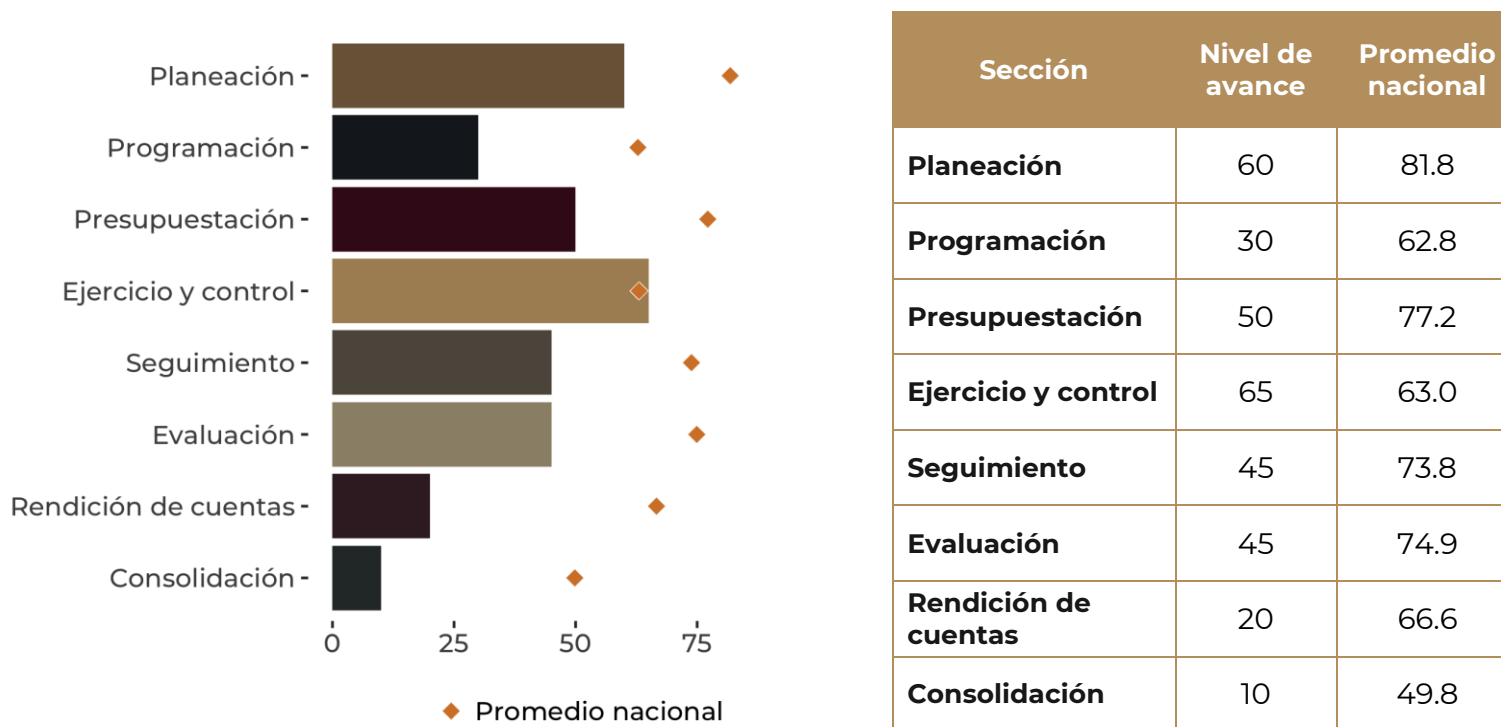 Planeación
Programación
Presupuestación
Ejercicio y control
Seguimiento
Evaluación
Rendición de cuentas
Consolidación
0 25 50 75
Promedio nacional
Sección Nivel de avance Promedio nacional
Planeación 60 81.8
Programación 30 62.8
Presupuestación 50 77.2
Ejercicio y control 65 63.0
Seguimiento 45 73.8
Evaluación 45 74.9
Rendición de cuentas 20 66.6
Consolidación 10 49.8